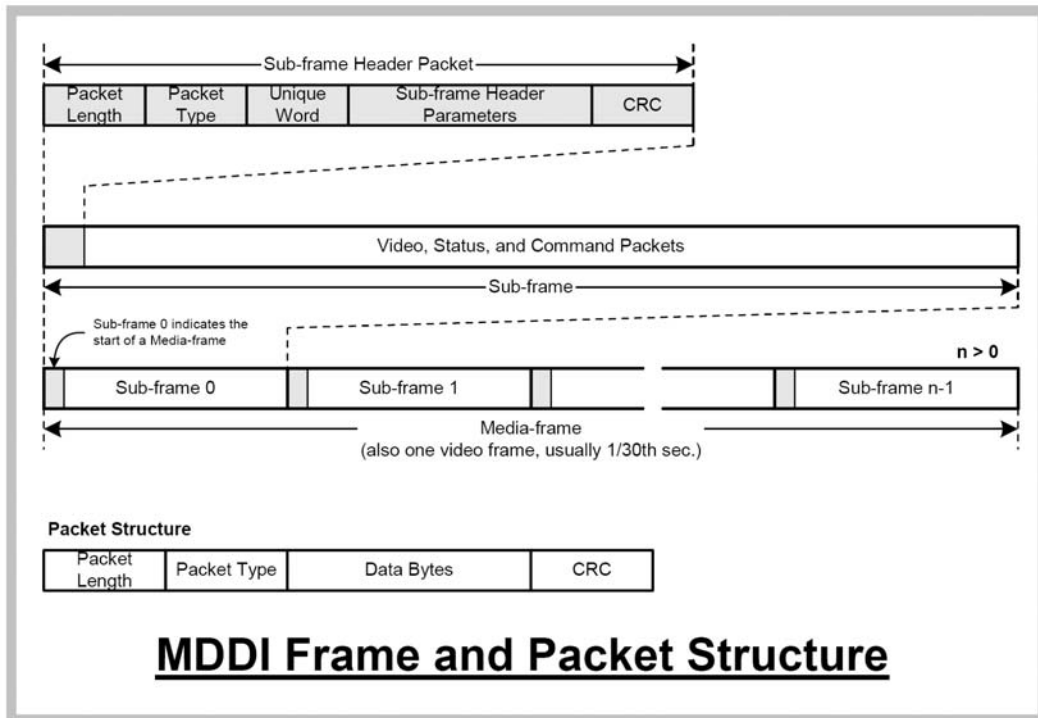 Sub-frame Header Packet
Packet Length
Packet Type
Unique Word
Sub-frame Header Parameters
CRC
Video, Status, and Command Packets
Sub-frame
Sub-frame 0 indicates the
start of a Media-frame
n > 0
Sub-frame 0
Sub-frame 1
Sub-frame n-1
Media-frame
(also one video frame, usually 1/30th sec.)
Packet Structure
Packet Length
Packet Type
Data Bytes
CRC
MDDI Frame and Packet Structure